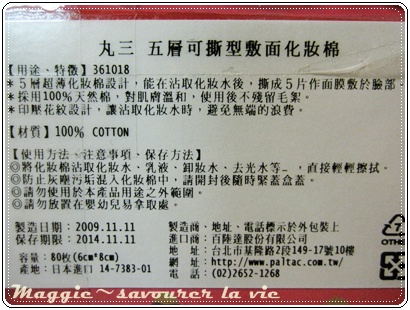 丸三 五層可撕型敷面化妝棉
【用途、特徵】361018
＊５層超薄化妝棉設計，能在沾取化妝水後，撕成５片作面膜敷於臉部。
＊採用100%天然棉，對肌膚溫和，使用後不殘留毛絮。
＊印壓花紋設計，讓沾取化妝水時，避免無端的浪費。
【材質】100% COTTON
【使用方法、注意事項、保存方法】
◎將化妝棉沾取化妝水、乳液、卸妝水、去光水等…，直接輕輕擦拭。
◎防止灰塵污垢混入化妝棉中，請開封後隨時緊蓋盒蓋。
◎請勿使用於本產品用途之外範圍。
◎請勿放置在嬰幼兒易拿取處。
製造日期：2009.11.11
保存期限：2014.11.11
容量：80枚(6cm*8cm)
產地：日本進口 14-7383-01
製造商、地址、電話標示於外包裝上
進口商：百陸達股份有限公司
地址：台北市基隆路2段149-17號10樓
網址：http://www.paltac.com.tw
電話：(02)2652-1268
OTH
Maggie~savourer la vie